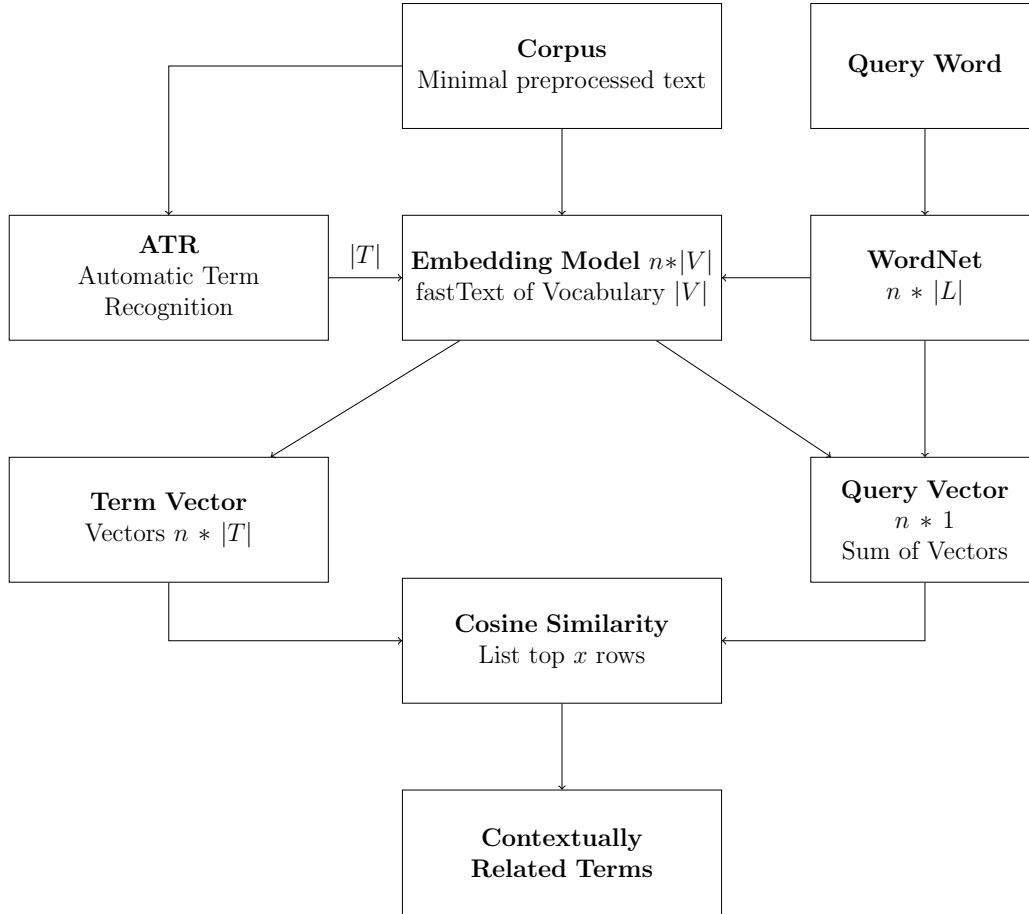 Corpus
Minimal preprocessed text
Query Word
ATR
Automatic Term
Recognition
|T|
Embedding Model n*|V|
fastText of Vocabulary |V|
WordNet
n * |L|
Term Vector
Vectors n * |T|
Query Vector
n * 1
Sum of Vectors
Cosine Similarity
List top x rows
Contextually
Related Terms